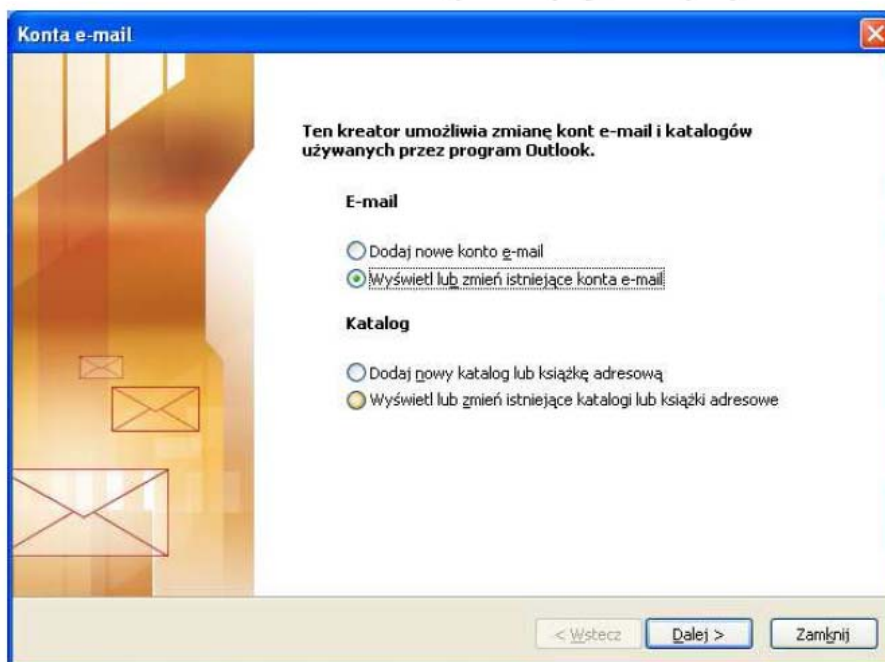 Konta e-mail
Ten kreator umożliwia zmianę kont e-mail i katalogów
używanych przez program Outlook.
E-mail
Dodaj nowe konto e-mail
Wyświetl lub zmień istniejące konta e-mail
Katalog
Dodaj nowy katalog lub książkę adresową
Wyświetl lub zmień istniejące katalogi lub książki adresowe
< Wstecz Dalej > Zamknij